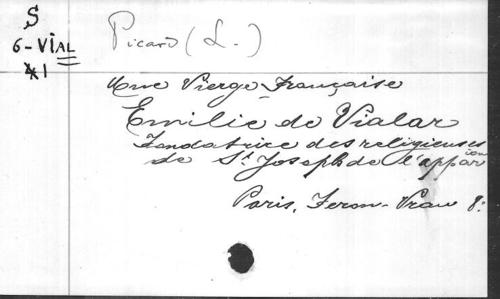 S
6-VIAL
41
Picard (L.)
Une Vierge Française
Emilie de Vialar
Fondatrice des religieuses
de St Joseph de l'apparition
Paris, Feron-Vrau 8: